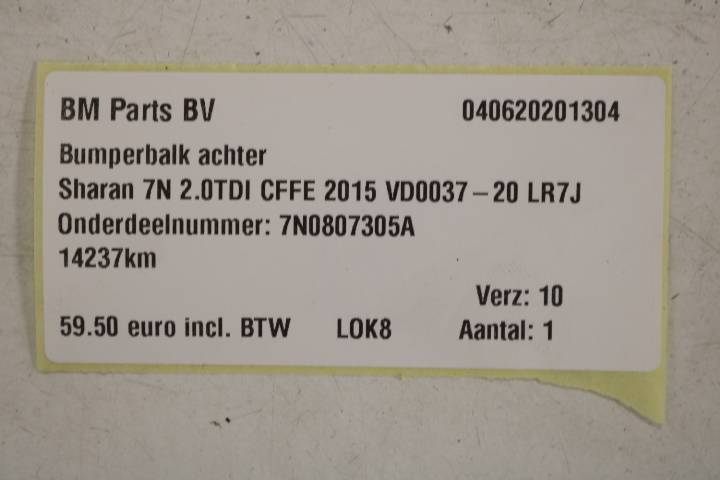 BM Parts BV 040620201304
Bumperbalk achter
Sharan 7N 2.0TDI CFFE 2015 VD0037-20 LR7J
Onderdeelnummer: 7N0807305A
14237km
Verz: 10
59.50 euro incl. BTW LOK8 Aantal: 1